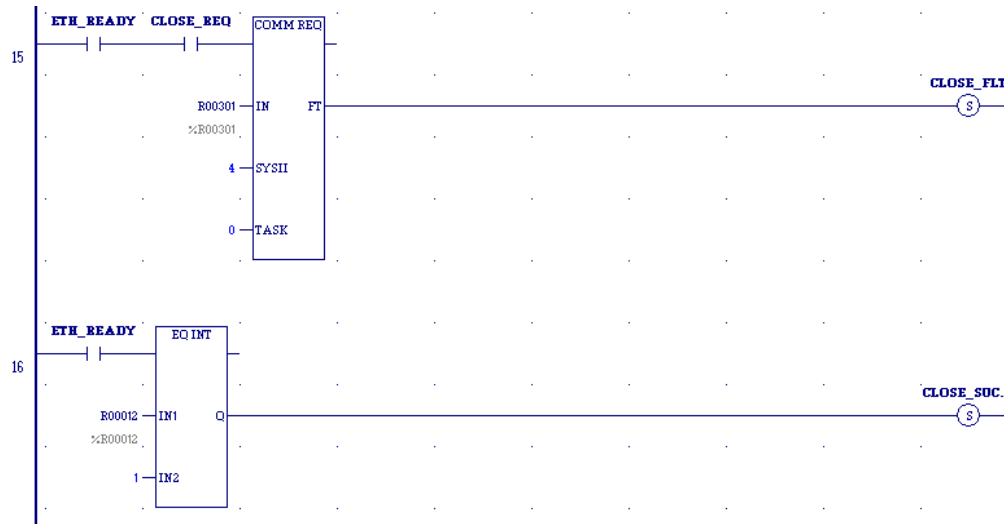 ETH_READY CLOSE_REQ COMM REQ
15
CLOSE_FLT
R00301 IN FT
%R00301
4 SYSII
0 TASK
ETH_READY EQ INT
16
CLOSE_SUC.
R00012 IN1 Q
%R00012
1 IN2
S
S